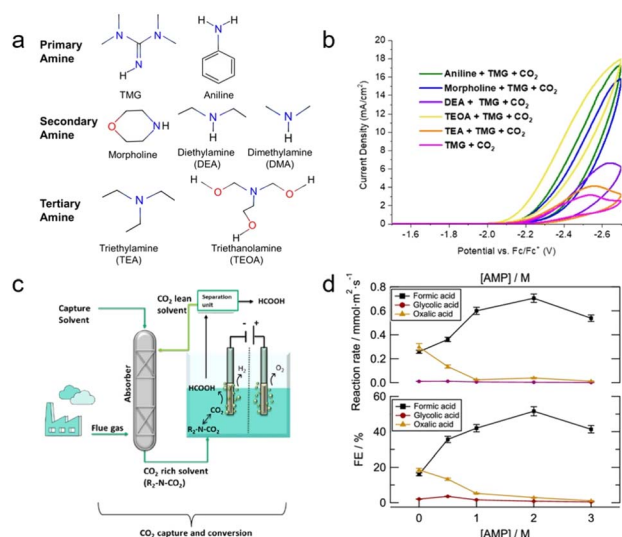 a
Primary
Amine
N
N
N
H
TMG
H
H
N
Aniline
Secondary
Amine
O
NH
Morpholine
N
H
Diethylamine
(DEA)
N
H
Dimethylamine
(DMA)
Tertiary
Amine
N
Triethylamine
(TEA)
H
O
N
O
H
O
H
Triethanolamine
(TEOA)
b
Current Density (mA/cm²)
20
18
16
14
12
10
8
6
4
2
0
Aniline + TMG + CO₂
Morpholine + TMG + CO₂
DEA + TMG + CO₂
TEOA + TMG + CO₂
TEA + TMG + CO₂
TMG + CO₂
-1.6
-1.8
-2.0
-2.2
-2.4
-2.6
Potential vs. Fc/Fc⁺ (V)
c
Capture
Solvent
CO₂ lean
solvent
Separation
unit
HCOOH
Absorber
- +
H₂
O₂
HCOOH
CO₂
R₂-N-CO₂
Flue gas
CO₂ rich solvent
(R₂-N-CO₂)
CO₂ capture and conversion
d
[AMP] / M
0 1 2 3
Reaction rate / mmol·m⁻²·s⁻¹
0.8
0.6
0.4
0.2
0.0
Formic acid
Glycolic acid
Oxalic acid
FE / %
60
40
20
0
Formic acid
Glycolic acid
Oxalic acid
0 1 2 3
[AMP] / M